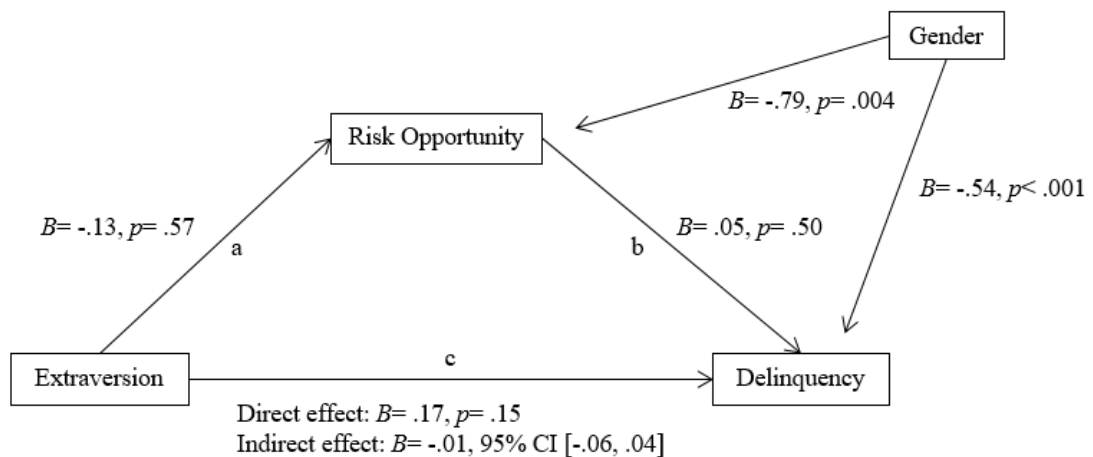 Gender
B= -.79, p= .004
Risk Opportunity
B= -.54, p< .001
B= -.13, p= .57
B= .05, p= .50
a
b
c
Extraversion
Delinquency
Direct effect: B= .17, p= .15
Indirect effect: B= -.01, 95% CI [-.06, .04]